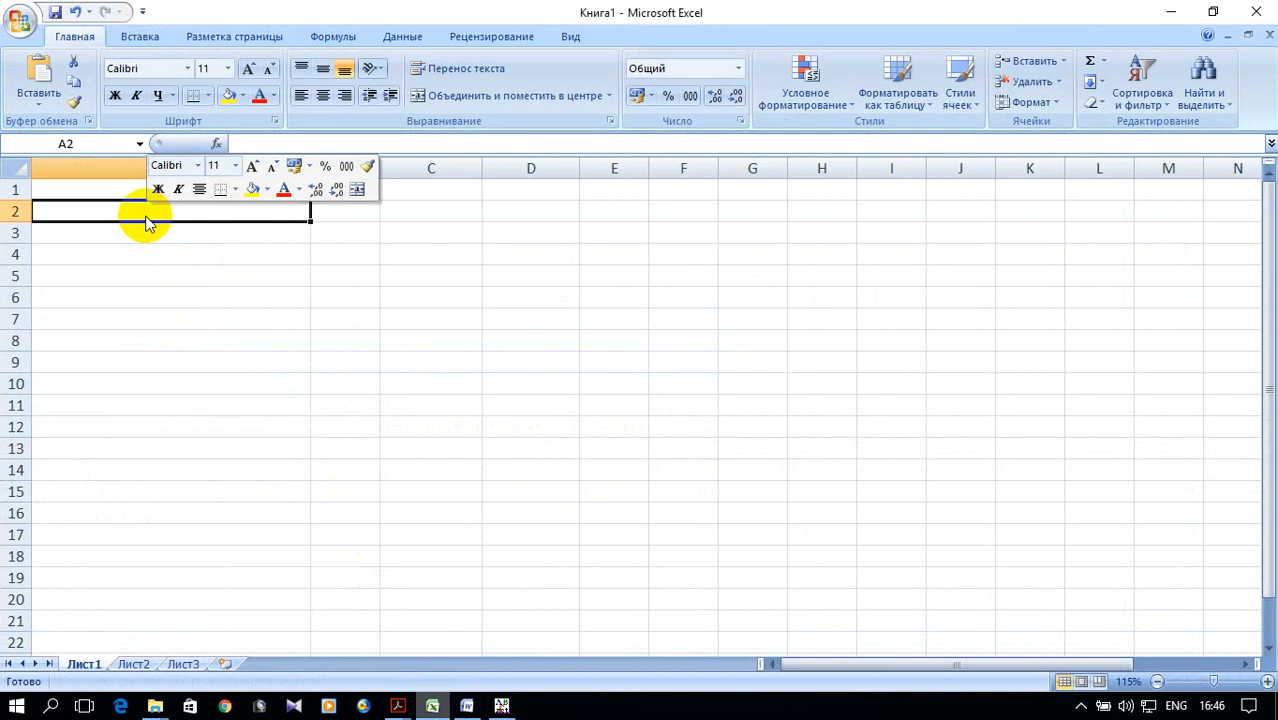 Книга1 - Microsoft Excel
Главная Вставка Разметка страницы Формулы Данные Рецензирование Вид
Calibri 11 Перенос текста Общий Вставить Σ
Вставить Ж К Ч А Объединить и поместить в центре % 000 Условное форматирование Форматировать как таблицу Стили ячеек Удалить Формат Сортировка и фильтр Найти и выделить
Буфер обмена Шрифт Выравнивание Число Стили Ячейки Редактирование
A2 fx
Calibri 11 A A % 000
Ж К A
C D E F G H I J K L M N
1
2
3
4
5
6
7
8
9
10
11
12
13
14
15
16
17
18
19
20
21
22
Лист1 Лист2 Лист3
Готово 115%
ENG 16:46